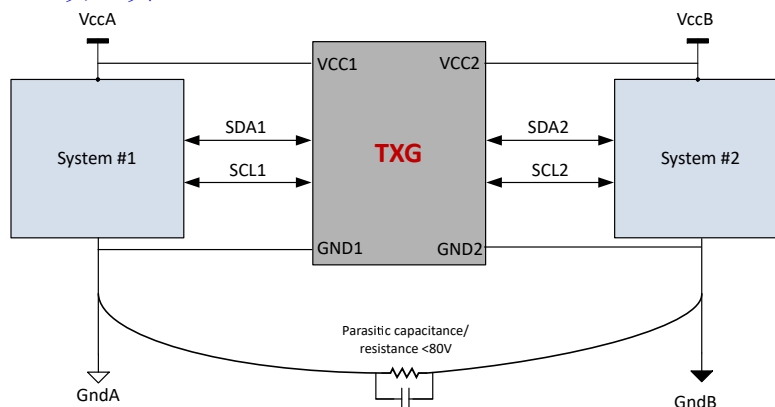 VccA
VccB
VCC1
VCC2
System #1
SDA1
SCL1
TXG
SDA2
SCL2
System #2
GND1
GND2
Parasitic capacitance/
resistance <80V
GndA
GndB